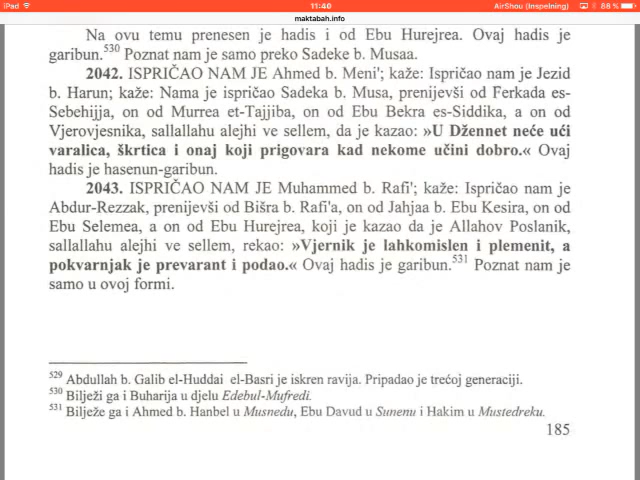 iPad 11:40 AirShou (Inspelning) 88 %
maktabah.info
Na ovu temu prenesen je hadis i od Ebu Hurejrea. Ovaj hadis je
garibun.530 Poznat nam je samo preko Sadeke b. Musaa.
2042. ISPRIČAO NAM JE Ahmed b. Meni'; kaže: Ispričao nam je Jezid
b. Harun; kaže: Nama je ispričao Sadeka b. Musa, prenijevši od Ferkada es-
Sebehijja, on od Murrea et-Tajjiba, on od Ebu Bekra es-Siddika, a on od
Vjerovjesnika, sallallahu alejhi ve sellem, da je kazao: »U Džennet neće ući
varalica, škrtica i onaj koji prigovara kad nekome učini dobro.« Ovaj
hadis je hasenun-garibun.
2043. ISPRIČAO NAM JE Muhammed b. Rafi'; kaže: Ispričao nam je
Abdur-Rezzak, prenijevši od Bišra b. Rafi'a, on od Jahjaa b. Ebu Kesira, on od
Ebu Selemea, a on od Ebu Hurejrea, koji je kazao da je Allahov Poslanik,
sallallahu alejhi ve sellem, rekao: »Vjernik je lahkomislen i plemenit, a
pokvarnjak je prevarant i podao.« Ovaj hadis je garibun.531 Poznat nam je
samo u ovoj formi.
529 Abdullah b. Galib el-Huddai el-Basri je iskren ravija. Pripadao je trećoj generaciji.
530 Bilježi ga i Buharija u djelu Edebul-Mufredi.
531 Bilježe ga i Ahmed b. Hanbel u Musnedu, Ebu Davud u Sunenu i Hakim u Mustedreku.
185